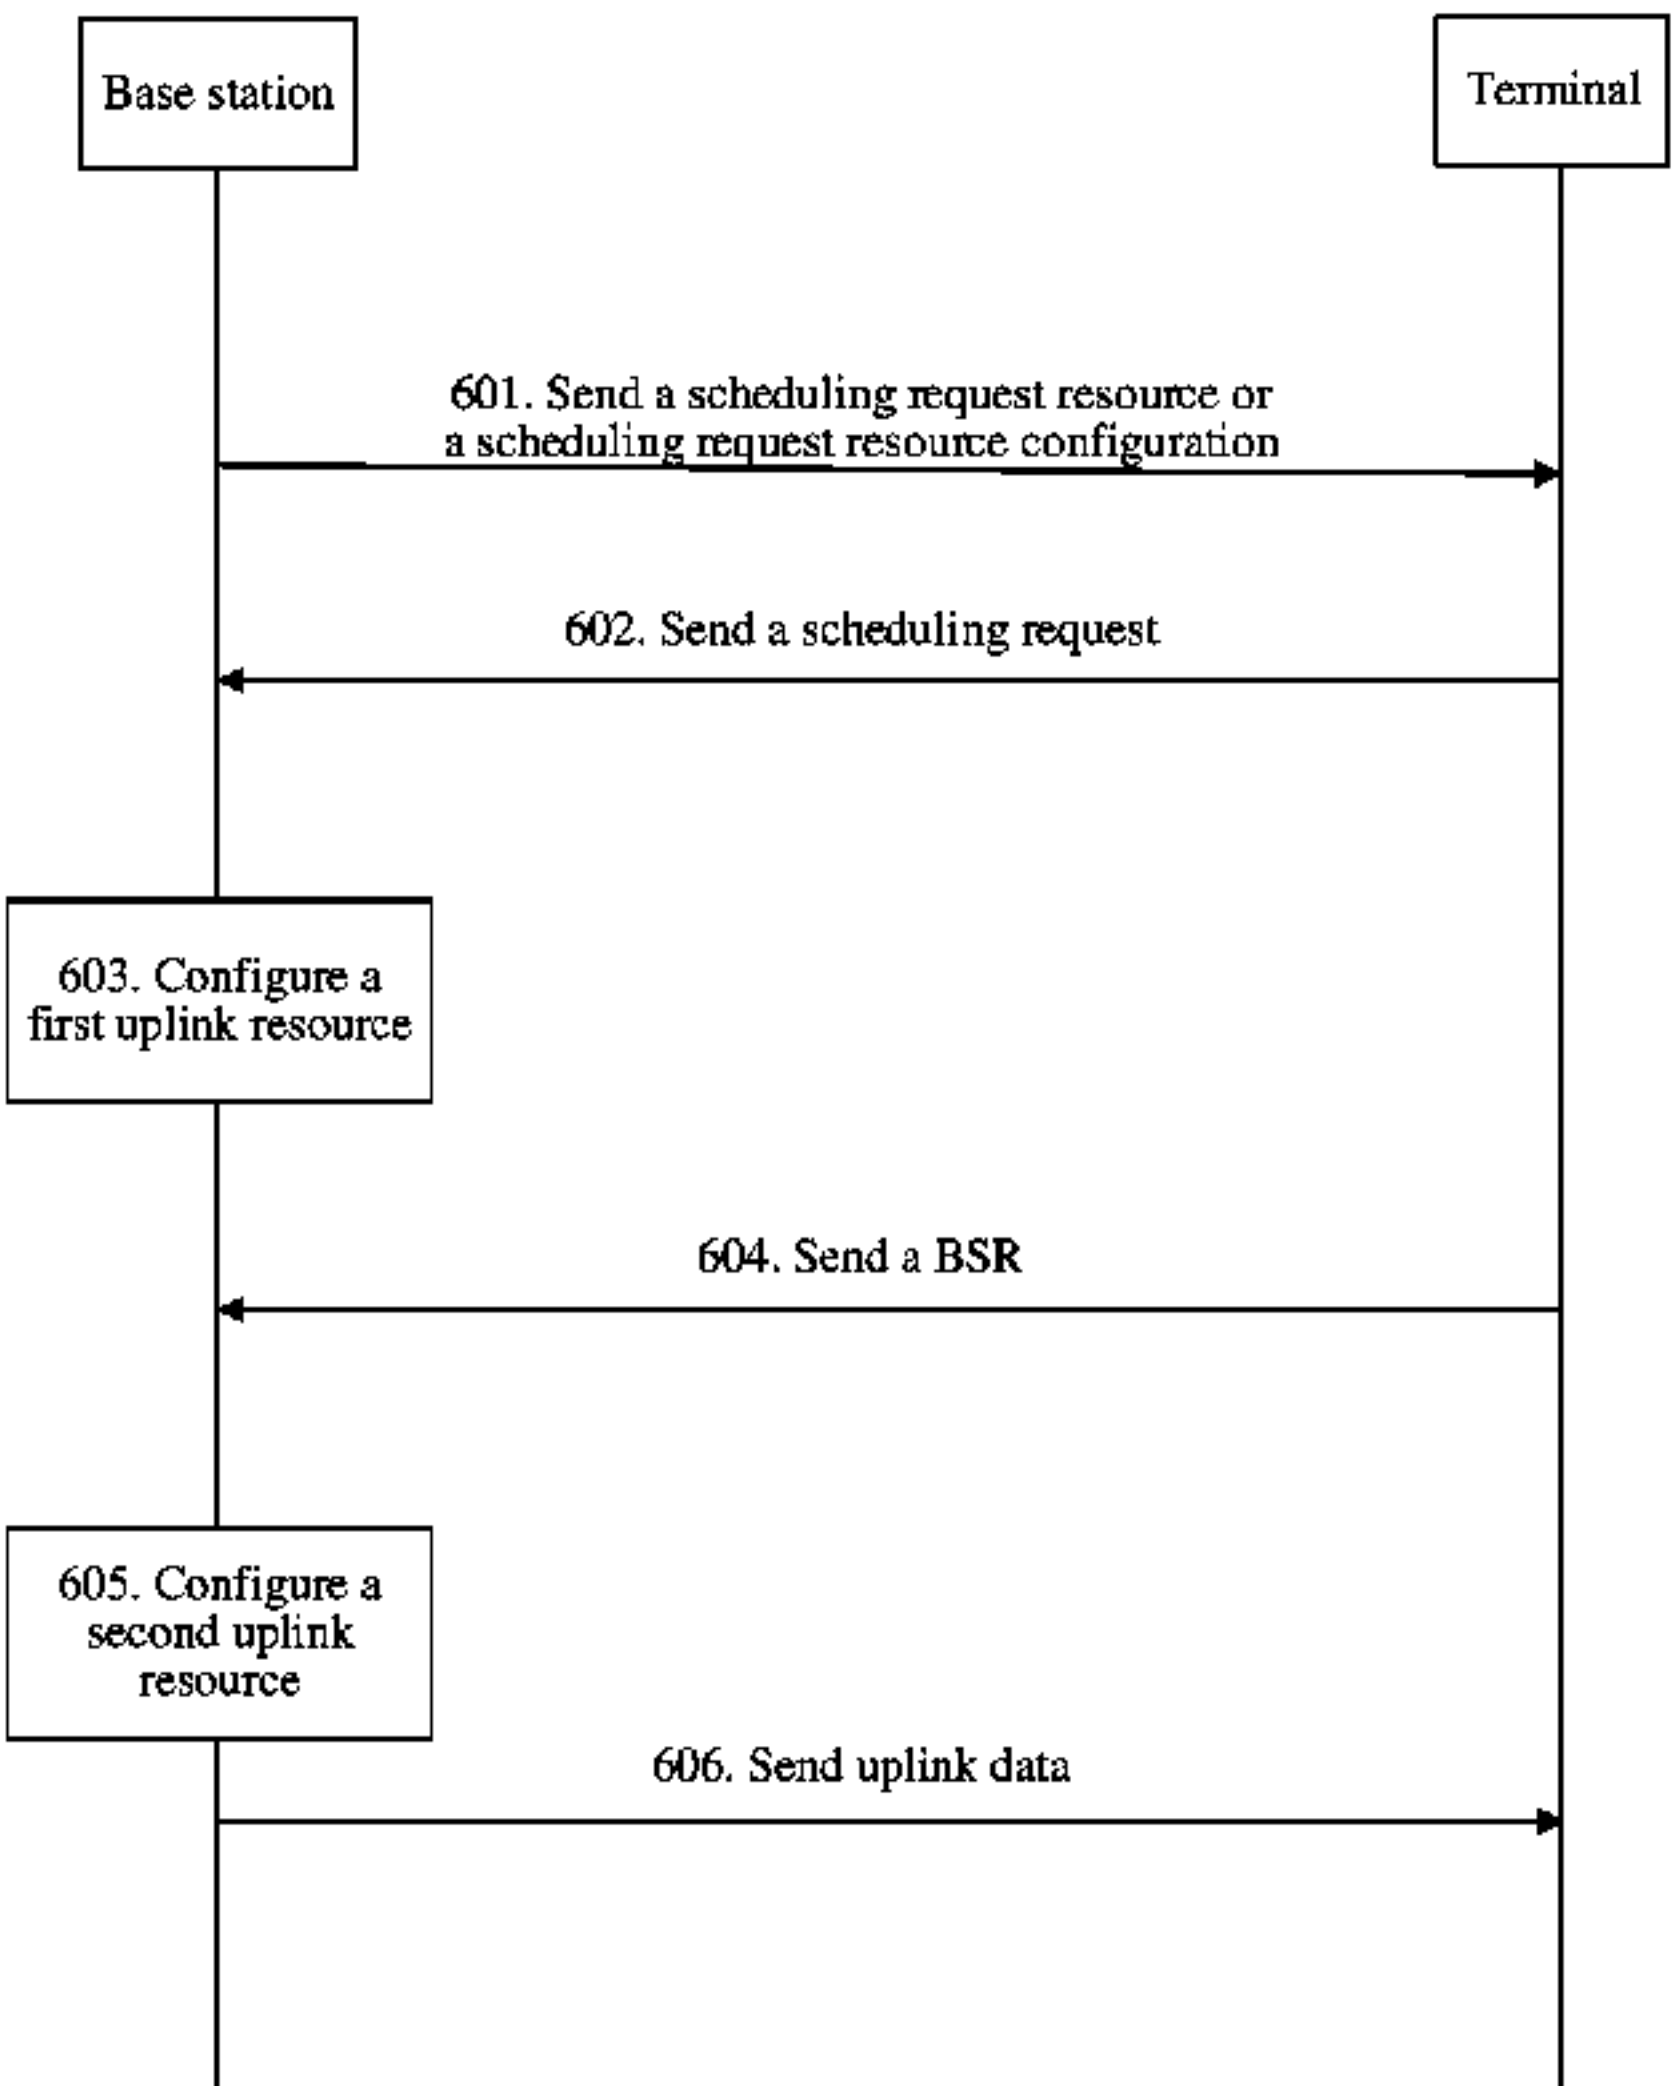 Base station
Terminal
601. Send a scheduling request resource or
a scheduling request resource configuration
602. Send a scheduling request
603. Configure a
first uplink resource
604. Send a BSR
605. Configure a
second uplink
resource
606. Send uplink data